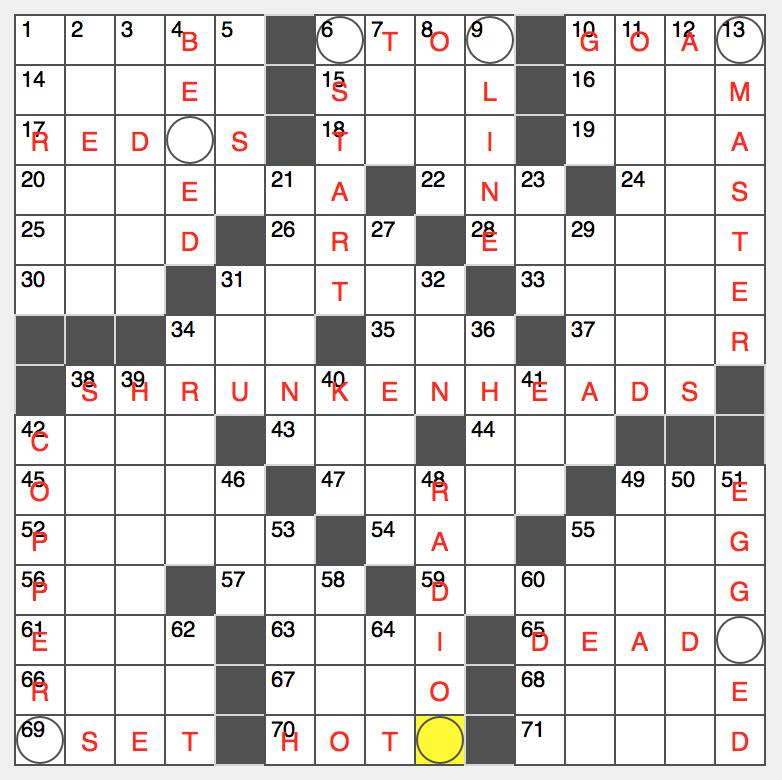 1 2 3 4 B 5 6 7 T 8 O 9 10 G 11 O 12 A 13
14 E 15 S L 16 M
17 R E D S 18 T I 19 A
20 E 21 A 22 N 23 24 S
25 D 26 R 27 28 E 29 T
30 31 T 32 33 E
34 35 36 37 R
38 S 39 H R U N 40 K E N H 41 E A D S
42 C 43 44
45 O 46 47 48 R 49 50 51 E
52 P 53 54 A 55 G
56 P 57 58 59 D 60 G
61 E 62 63 64 I 65 D E A D
66 R 67 O 68 E
69 S E T 70 H O T 71 D